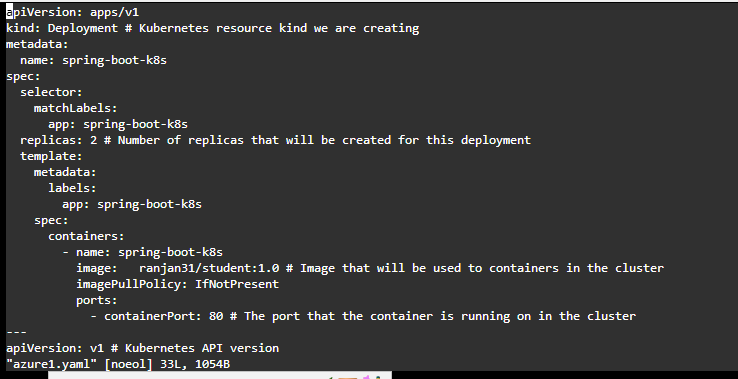 apiVersion: apps/v1
kind: Deployment # Kubernetes resource kind we are creating
metadata:
  name: spring-boot-k8s
spec:
  selector:
    matchLabels:
      app: spring-boot-k8s
  replicas: 2 # Number of replicas that will be created for this deployment
  template:
    metadata:
      labels:
        app: spring-boot-k8s
    spec:
      containers:
        - name: spring-boot-k8s
          image:   ranjan31/student:1.0 # Image that will be used to containers in the cluster
          imagePullPolicy: IfNotPresent
          ports:
            - containerPort: 80 # The port that the container is running on in the cluster
---
apiVersion: v1 # Kubernetes API version
"azure1.yaml" [noeol] 33L, 1054B